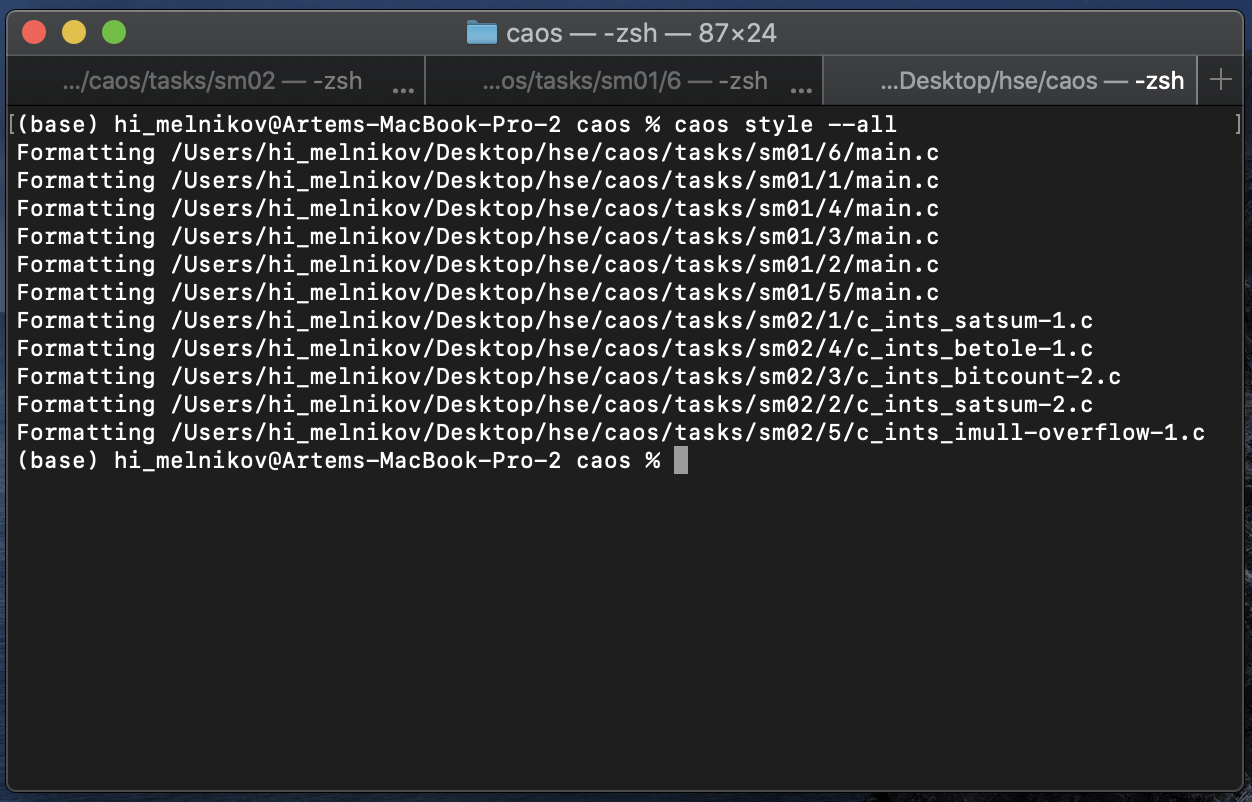 caos — -zsh — 87×24
.../caos/tasks/sm02 — -zsh ... ...os/tasks/sm01/6 — -zsh ... ...Desktop/hse/caos — -zsh +
[(base) hi_melnikov@Artems-MacBook-Pro-2 caos % caos style --all ]
Formatting /Users/hi_melnikov/Desktop/hse/caos/tasks/sm01/6/main.c
Formatting /Users/hi_melnikov/Desktop/hse/caos/tasks/sm01/1/main.c
Formatting /Users/hi_melnikov/Desktop/hse/caos/tasks/sm01/4/main.c
Formatting /Users/hi_melnikov/Desktop/hse/caos/tasks/sm01/3/main.c
Formatting /Users/hi_melnikov/Desktop/hse/caos/tasks/sm01/2/main.c
Formatting /Users/hi_melnikov/Desktop/hse/caos/tasks/sm01/5/main.c
Formatting /Users/hi_melnikov/Desktop/hse/caos/tasks/sm02/1/c_ints_satsum-1.c
Formatting /Users/hi_melnikov/Desktop/hse/caos/tasks/sm02/4/c_ints_betole-1.c
Formatting /Users/hi_melnikov/Desktop/hse/caos/tasks/sm02/3/c_ints_bitcount-2.c
Formatting /Users/hi_melnikov/Desktop/hse/caos/tasks/sm02/2/c_ints_satsum-2.c
Formatting /Users/hi_melnikov/Desktop/hse/caos/tasks/sm02/5/c_ints_imull-overflow-1.c
(base) hi_melnikov@Artems-MacBook-Pro-2 caos %